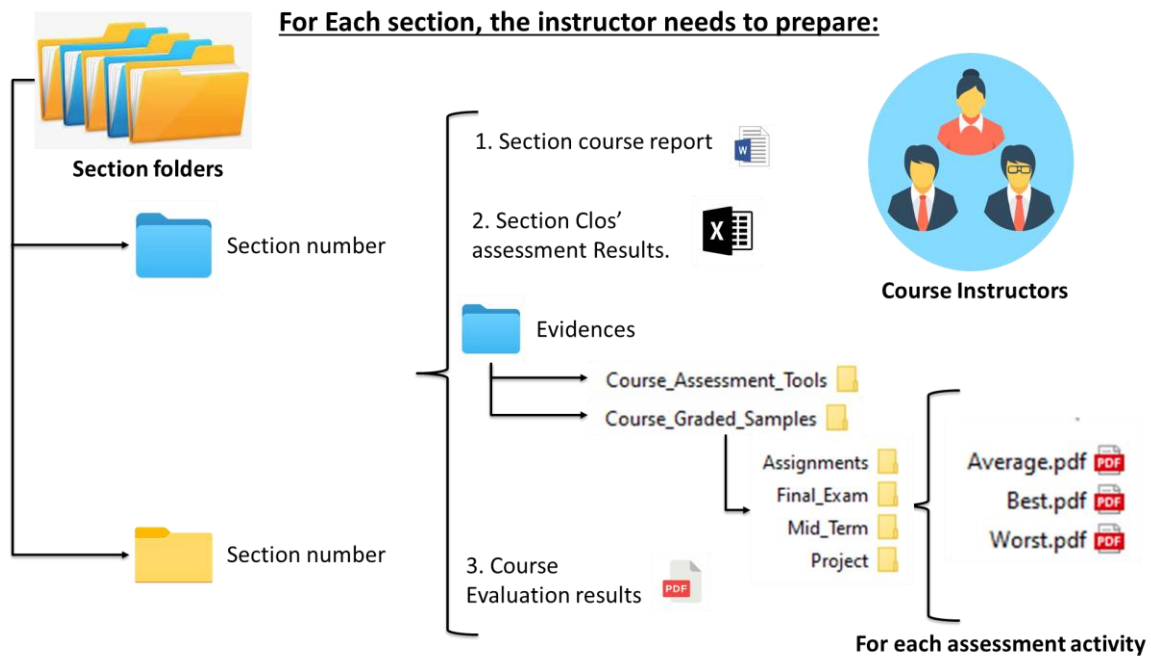 For Each section, the instructor needs to prepare:
Section folders
Section number
Section number
1. Section course report
W
2. Section Clos’
assessment Results.
X
Evidences
Course_Assessment_Tools
Course_Graded_Samples
Assignments
Final_Exam
Mid_Term
Project
Average.pdf PDF
Best.pdf PDF
Worst.pdf PDF
For each assessment activity
3. Course
Evaluation results
PDF
Course Instructors